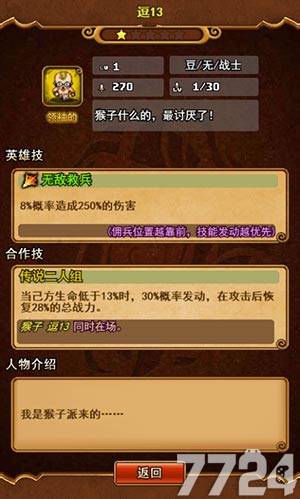 逗13
LV 1
豆/无/战士
270
1/30
领袖的
猴子什么的，最讨厌了！
英雄技
无敌救兵
8%概率造成250%的伤害
(佣兵位置越靠前，技能发动越优先)
合作技
传说二人组
当己方生命低于13%时，30%概率发动，在攻击后恢
复28%的总战力。
猴子 逗13 同时在场。
人物介绍
我是猴子派来的……
返回
7724